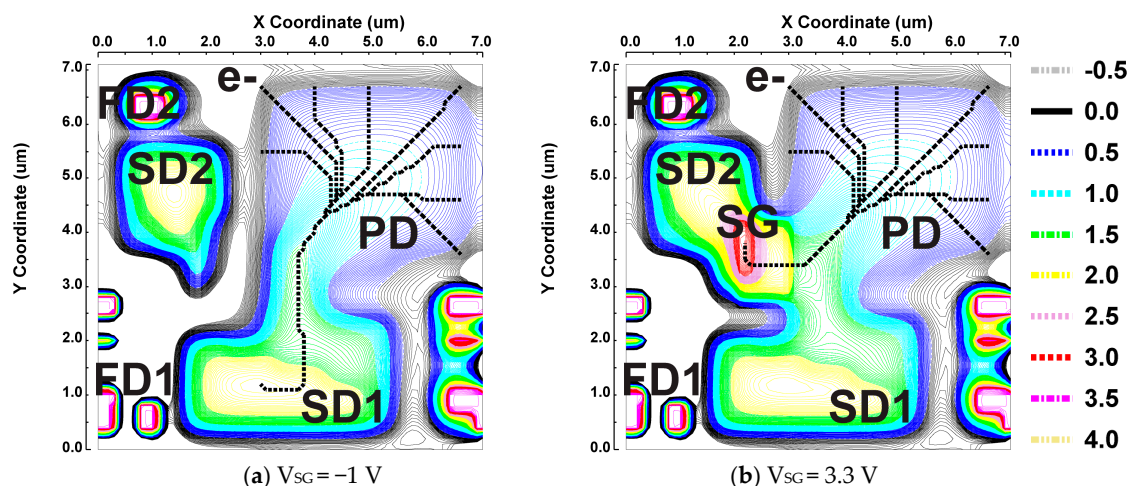 X Coordinate (um)
0.0 1.0 2.0 3.0 4.0 5.0 6.0 7.0
Y Coordinate (um)
7.0
6.0
5.0
4.0
3.0
2.0
1.0
0.0
e-
FD2
SD2
PD
FD1
SD1
(a) VSG = −1 V
X Coordinate (um)
0.0 1.0 2.0 3.0 4.0 5.0 6.0 7.0
Y Coordinate (um)
7.0
6.0
5.0
4.0
3.0
2.0
1.0
0.0
e-
FD2
SD2
SG
PD
FD1
SD1
(b) VSG = 3.3 V
-0.5
0.0
0.5
1.0
1.5
2.0
2.5
3.0
3.5
4.0